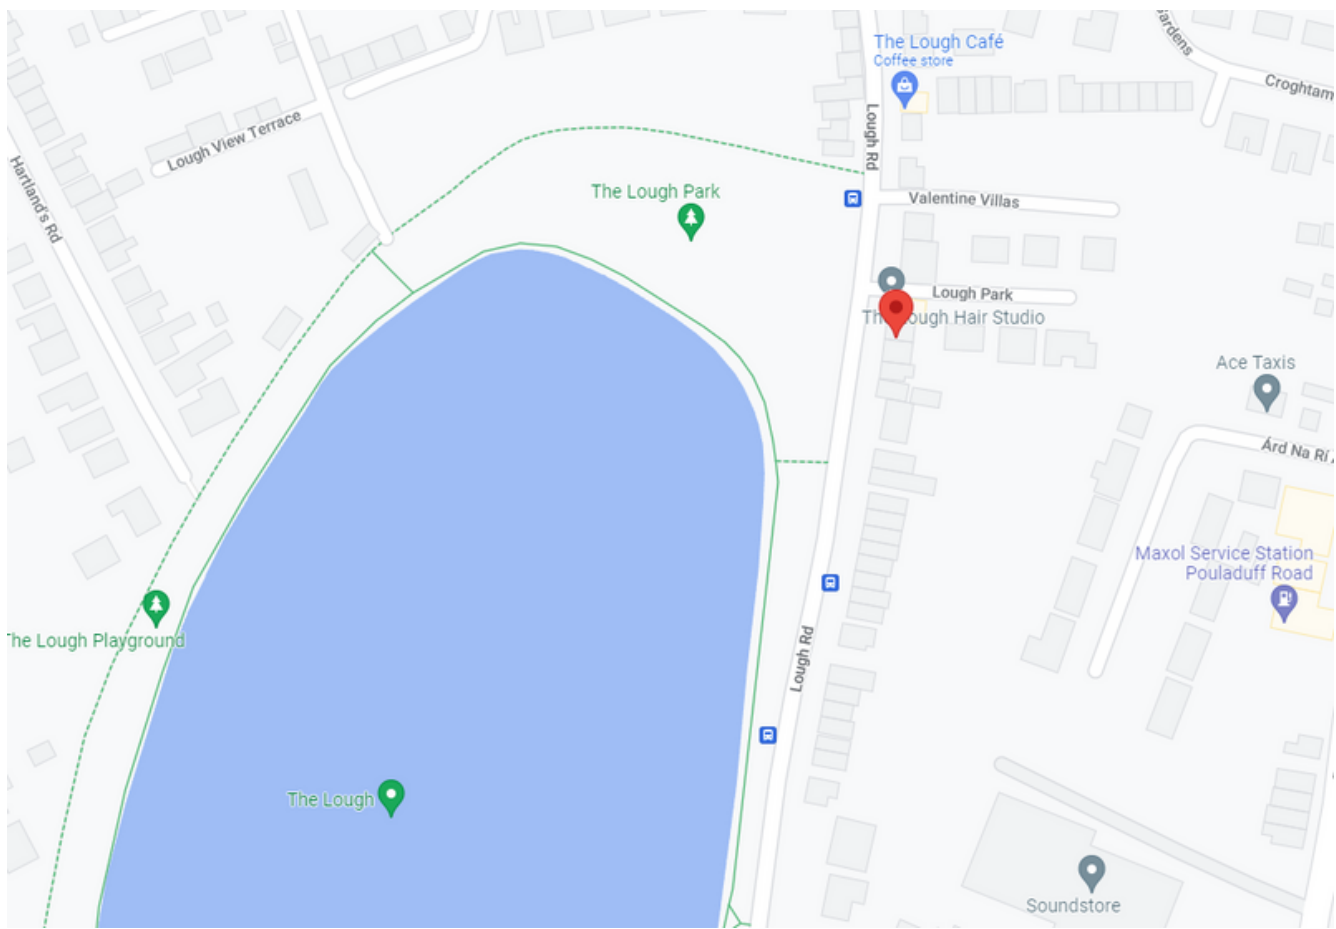 The Lough Café
Coffee store
Croghtam
Lough View Terrace
Lough Rd
Hartland's Rd
The Lough Park
Valentine Villas
Lough Park
Lough Hair Studio
Ace Taxis
Árd Na Rí
Maxol Service Station
Pouladuff Road
The Lough Playground
Lough Rd
The Lough
Soundstore